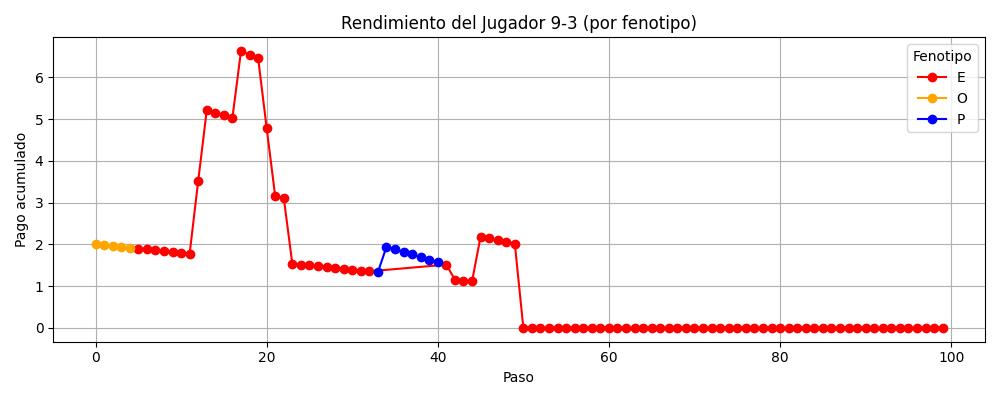 Rendimiento del Jugador 9-3 (por fenotipo)
Pago acumulado
6
5
4
3
2
1
0
0 20 40 60 80 100
Paso
Fenotipo
E
O
P